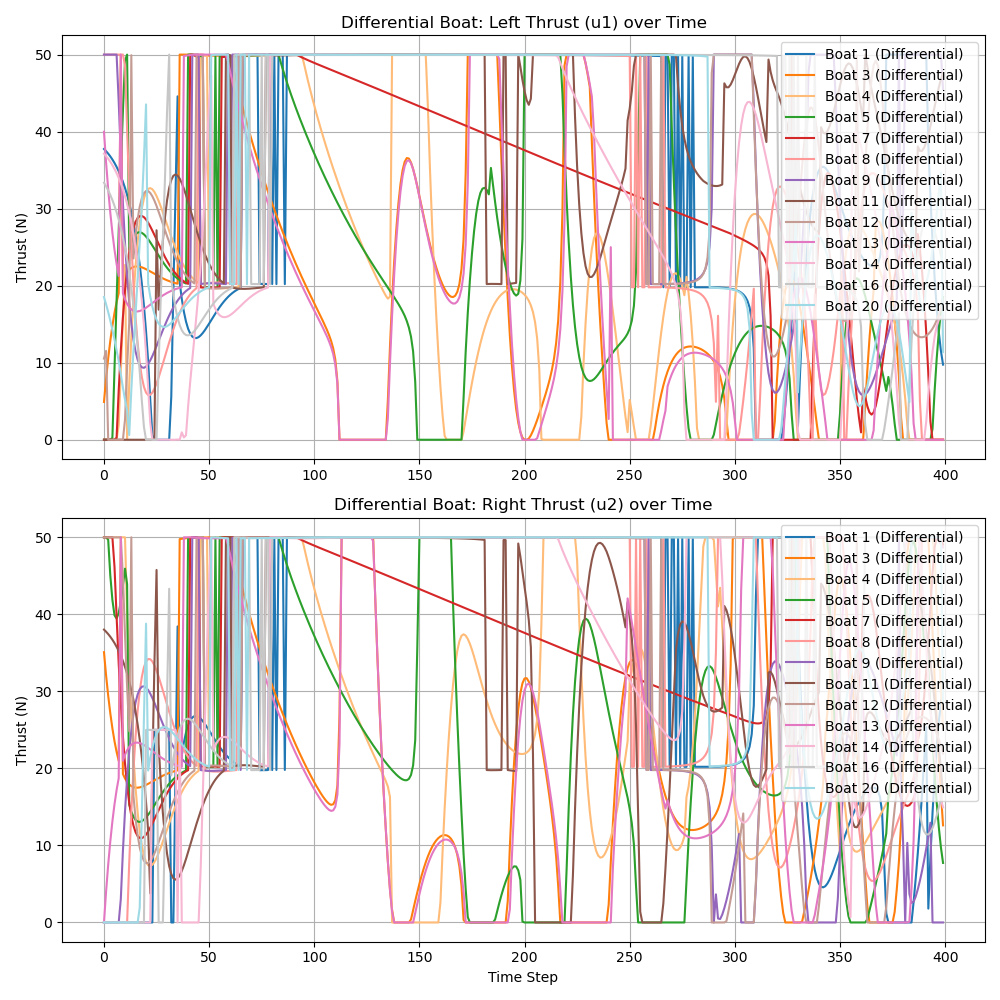 Differential Boat: Left Thrust (u1) over Time
Thrust (N)
50
40
30
20
10
0
0 50 100 150 200 250 300 350 400
Boat 1 (Differential)
Boat 3 (Differential)
Boat 4 (Differential)
Boat 5 (Differential)
Boat 7 (Differential)
Boat 8 (Differential)
Boat 9 (Differential)
Boat 11 (Differential)
Boat 12 (Differential)
Boat 13 (Differential)
Boat 14 (Differential)
Boat 16 (Differential)
Boat 20 (Differential)
Differential Boat: Right Thrust (u2) over Time
Thrust (N)
50
40
30
20
10
0
0 50 100 150 200 250 300 350 400
Time Step
Boat 1 (Differential)
Boat 3 (Differential)
Boat 4 (Differential)
Boat 5 (Differential)
Boat 7 (Differential)
Boat 8 (Differential)
Boat 9 (Differential)
Boat 11 (Differential)
Boat 12 (Differential)
Boat 13 (Differential)
Boat 14 (Differential)
Boat 16 (Differential)
Boat 20 (Differential)